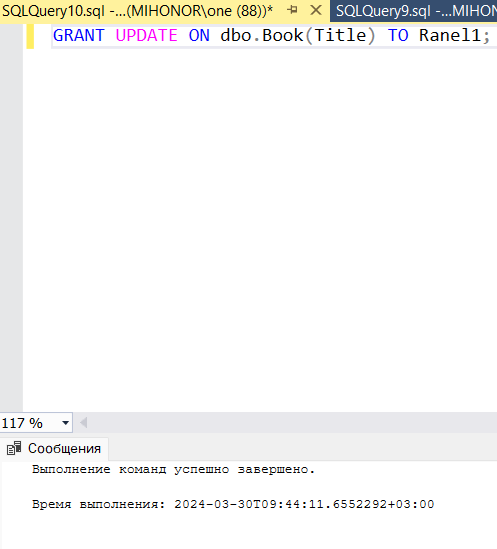 SQLQuery10.sql -...(MIHONOR\one (88))* SQLQuery9.sql -...MIHON
GRANT UPDATE ON dbo.Book(Title) TO Ranel1;
117 %
Сообщения
Выполнение команд успешно завершено.
Время выполнения: 2024-03-30T09:44:11.6552292+03:00